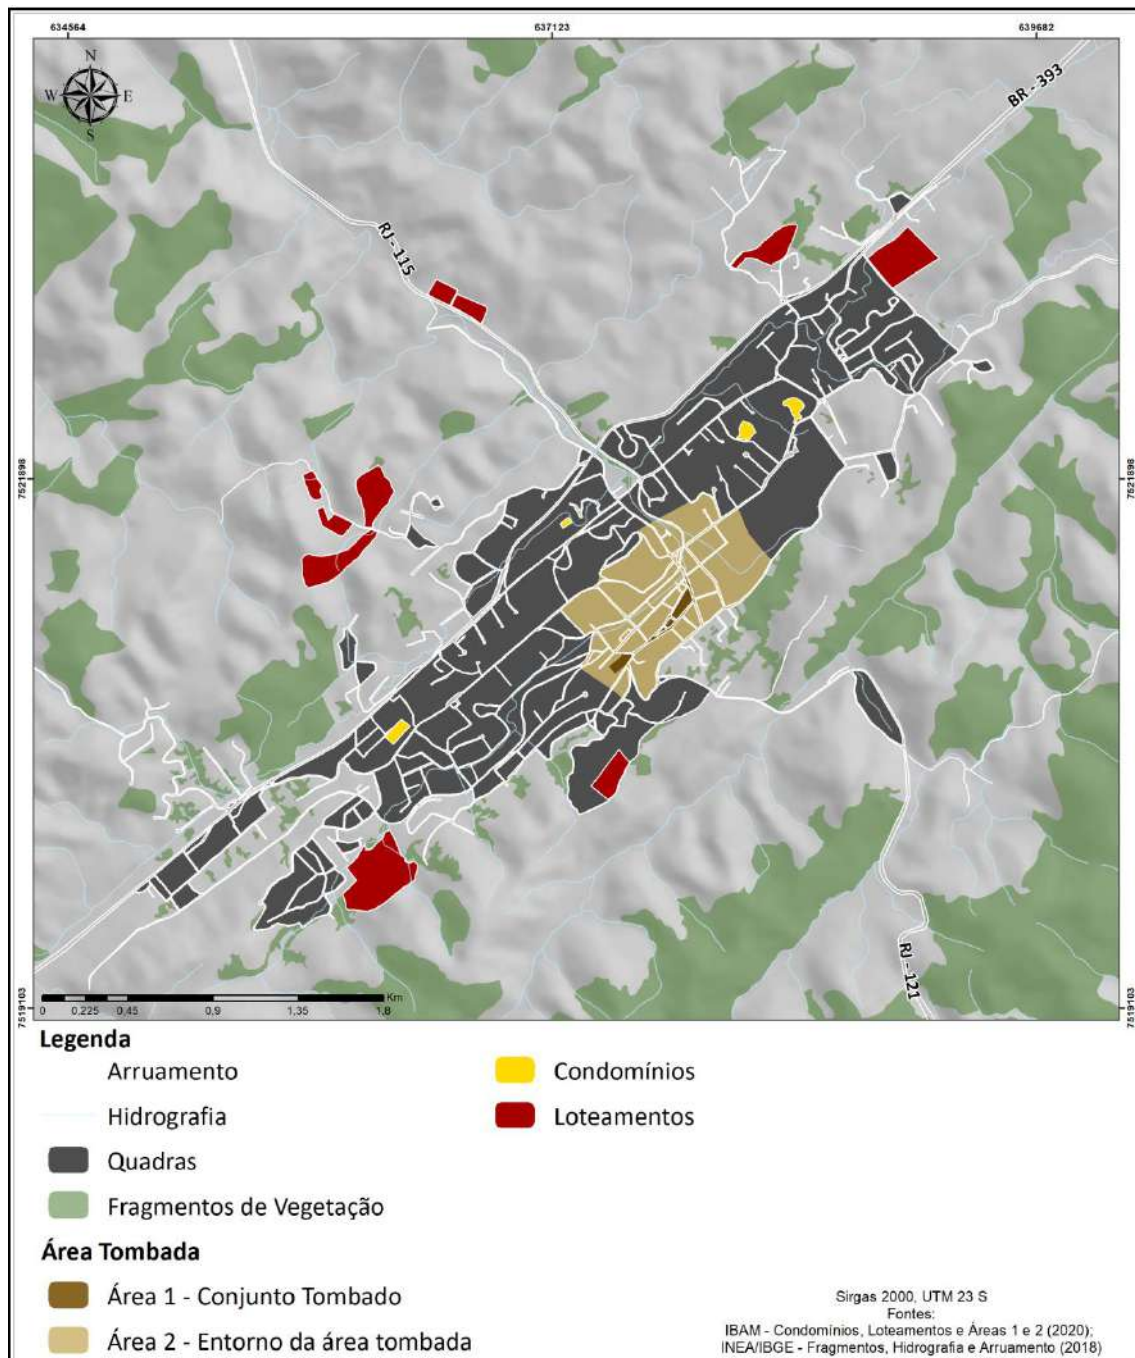 634564 637123 639682
N
W E
S
BR - 393
RJ - 115
7521898 7521898
RJ - 121
7519103 7519103
Km
0 0,225 0,45 0,9 1,35 1,8
Legenda
Arruamento
Hidrografia
Quadras
Fragmentos de Vegetação
Condomínios
Loteamentos
Área Tombada
Área 1 - Conjunto Tombado
Área 2 - Entorno da área tombada
Sirgas 2000, UTM 23 S
Fontes:
IBAM - Condomínios, Loteamentos e Áreas 1 e 2 (2020);
INEA/IBGE - Fragmentos, Hidrografia e Arruamento (2018)